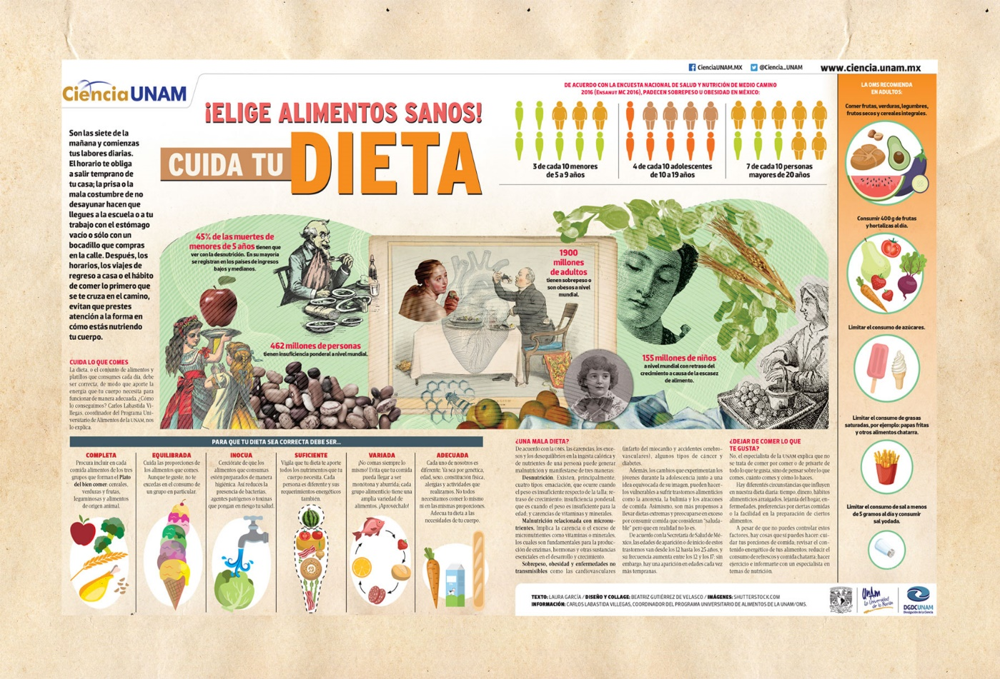 CienciaUNAM.MX @Ciencia_UNAM www.ciencia.unam.mx
Ciencia UNAM
¡ELIGE ALIMENTOS SANOS!
CUIDA TU DIETA
Son las siete de la
mañana y comienzas
tus labores diarias.
El horario te obliga
a salir temprano de
tu casa; la prisa o la
mala costumbre de no
desayunar hacen que
llegues a la escuela o a tu
trabajo con el estómago
vacío o sólo con un
bocadillo que compras
en la calle. Después, los
horarios, los viajes de
regreso a casa o el hábito
de comer lo primero que
se te cruza en el camino,
evitan que prestes
atención a la forma en
cómo estás nutriendo
tu cuerpo.
CUIDA LO QUE COMES
La dieta, o el conjunto de alimentos y
platillos que consumes cada día, debe
ser correcta, de modo que aporte la
energía que tu cuerpo necesita para
funcionar de manera adecuada. ¿Cómo
lo conseguimos? Carlos Labastida Vi-
llegas, coordinador del Programa Uni-
versitario de Alimentos de la UNAM, nos
lo explica.
DE ACUERDO CON LA ENCUESTA NACIONAL DE SALUD Y NUTRICIÓN DE MEDIO CAMINO
2016 (ENSANUT MC 2016), PADECEN SOBREPESO U OBESIDAD EN MÉXICO:
3 de cada 10 menores
de 5 a 9 años
4 de cada 10 adolescentes
de 10 a 19 años
7 de cada 10 personas
mayores de 20 años
45% de las muertes de
menores de 5 años tienen que
ver con la desnutrición. En su mayoría
se registran en los países de ingresos
bajos y medianos.
462 millones de personas
tienen insuficiencia ponderal a nivel mundial.
1900
millones
de adultos
tienen sobrepeso o
son obesos a nivel
mundial.
155 millones de niños
a nivel mundial con retraso del
crecimiento a causa de la escasez
de alimento.
PARA QUE TU DIETA SEA CORRECTA DEBE SER...
COMPLETA
Procura incluir en cada
comida alimentos de los tres
grupos que forman el Plato
del bien comer: cereales,
verduras y frutas,
leguminosas y alimentos
de origen animal.
EQUILIBRADA
Cuida las proporciones de
los alimentos que comes.
Aunque te guste, no te
excedas en el consumo de
un grupo en particular.
INOCUA
Cerciórate de que los
alimentos que consumas
estén preparados de manera
higiénica. Así reduces la
presencia de bacterias,
agentes patógenos o toxinas
que pongan en riesgo tu salud.
SUFICIENTE
Vigila que tu dieta te aporte
todos los nutrientes que tu
cuerpo necesita. Cada
persona es diferente y sus
requerimientos energéticos
también.
VARIADA
¡No comas siempre lo
mismo! Evita que tu comida
pueda llegar a ser
monótona y aburrida; cada
grupo alimenticio tiene una
amplia variedad de
alimentos. ¡Aprovéchalo!
ADECUADA
Cada uno de nosotros es
diferente. Ya sea por genética,
edad, sexo, constitución física,
alergias y actividades que
realizamos. No todos
necesitamos comer lo mismo
ni en las mismas proporciones.
Adecua tu dieta a las
necesidades de tu cuerpo.
¿UNA MALA DIETA?
De acuerdo con la OMS, las carencias, los exce-
sos y los desequilibrios en la ingesta calórica y
de nutrientes de una persona puede generar
malnutrición y manifestarse de tres maneras:
Desnutrición. Existen, principalmente,
cuatro tipos: emaciación, que ocurre cuando
el peso es insuficiente respecto de la talla; re-
traso de crecimiento; insuficiencia ponderal,
que es cuando el peso es insuficiente para la
edad; y carencias de vitaminas y minerales.
Malnutrición relacionada con micronu-
trientes. Implica la carencia o el exceso de
micronutrientes como vitaminas o minerales,
los cuales son fundamentales para la produc-
ción de enzimas, hormonas y otras sustancias
esenciales en el desarrollo y crecimiento.
Sobrepeso, obesidad y enfermedades no
transmisibles como las cardiovasculares
(infarto del miocardio y accidentes cerebro-
vasculares), algunos tipos de cáncer y
diabetes.
Además, los cambios que experimentan los
jóvenes durante la adolescencia junto a una
idea equivocada de su imagen, pueden hacer-
los vulnerables a sufrir trastornos alimenticios
como la anorexia, la bulimia y los atracones
de comida. Asimismo, son más propensos a
llevar dietas extremas y preocuparse en exceso
por consumir comida que consideran "saluda-
ble" pero que en realidad no lo es.
De acuerdo con la Secretaría de Salud de Mé-
xico, las edades de aparición o de inicio de estos
trastornos van desde los 12 hasta los 25 años, y
su frecuencia aumenta entre los 12 y los 17; sin
embargo, hay una aparición en edades cada vez
más tempranas.
¿DEJAR DE COMER LO QUE
TE GUSTA?
No, el especialista de la UNAM explica que no
se trata de comer por comer o de privarte de
todo lo que te gusta, sino de pensar sobre lo que
comes, cuánto comes y cómo lo haces.
Hay diferentes circunstancias que influyen
en nuestra dieta diaria: tiempo, dinero, hábitos
alimenticios arraigados, lejanía del hogar, en-
fermedades, preferencias por ciertas comidas
o la facilidad en la preparación de ciertos
alimentos.
A pesar de que no puedes controlar estos
factores, hay cosas que sí puedes hacer: cui-
dar tus porciones de comida; revisar el con-
tenido energético de tus alimentos; reducir el
consumo de refrescos y comida chatarra; hacer
ejercicio e informarte con un especialista en
temas de nutrición.
LA OMS RECOMIENDA
EN ADULTOS:
Comer frutas, verduras, legumbres,
frutos secos y cereales integrales.
Consumir 400 g de frutas
y hortalizas al día.
Limitar el consumo de azúcares.
Limitar el consumo de grasas
saturadas, por ejemplo: papas fritas
y otros alimentos chatarra.
Limitar el consumo de sal a menos
de 5 gramos al día y consumir
sal yodada.
TEXTO: LAURA GARCÍA / DISEÑO Y COLLAGE: BEATRIZ GUTIÉRREZ DE VELASCO / IMÁGENES: SHUTTERSTOCK.COM
INFORMACIÓN: CARLOS LABASTIDA VILLEGAS, COORDINADOR DEL PROGRAMA UNIVERSITARIO DE ALIMENTOS DE LA UNAM/OMS.
UNAM
La Universidad
de la Nación
DGDCUNAM
Divulgación de la Ciencia